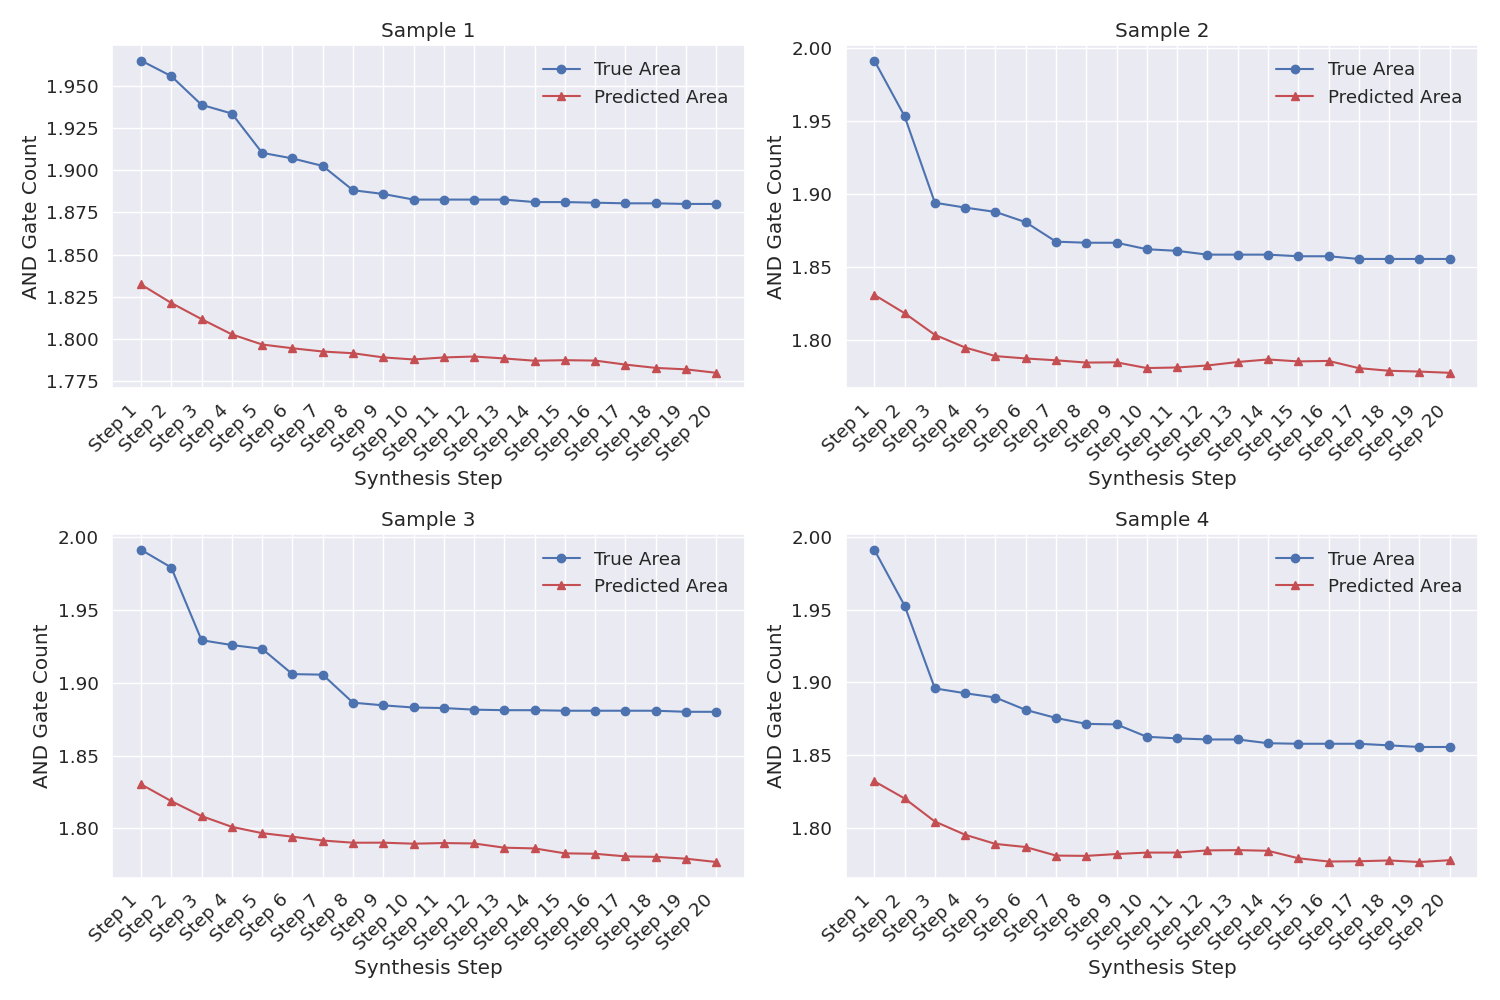 Sample 1
AND Gate Count
1.950
1.925
1.900
1.875
1.850
1.825
1.800
1.775
True Area
Predicted Area
Step 1
Step 2
Step 3
Step 4
Step 5
Step 6
Step 7
Step 8
Step 9
Step 10
Step 11
Step 12
Step 13
Step 14
Step 15
Step 16
Step 17
Step 18
Step 19
Step 20
Synthesis Step
Sample 2
AND Gate Count
2.00
1.95
1.90
1.85
1.80
True Area
Predicted Area
Step 1
Step 2
Step 3
Step 4
Step 5
Step 6
Step 7
Step 8
Step 9
Step 10
Step 11
Step 12
Step 13
Step 14
Step 15
Step 16
Step 17
Step 18
Step 19
Step 20
Synthesis Step
Sample 3
AND Gate Count
2.00
1.95
1.90
1.85
1.80
True Area
Predicted Area
Step 1
Step 2
Step 3
Step 4
Step 5
Step 6
Step 7
Step 8
Step 9
Step 10
Step 11
Step 12
Step 13
Step 14
Step 15
Step 16
Step 17
Step 18
Step 19
Step 20
Synthesis Step
Sample 4
AND Gate Count
2.00
1.95
1.90
1.85
1.80
True Area
Predicted Area
Step 1
Step 2
Step 3
Step 4
Step 5
Step 6
Step 7
Step 8
Step 9
Step 10
Step 11
Step 12
Step 13
Step 14
Step 15
Step 16
Step 17
Step 18
Step 19
Step 20
Synthesis Step